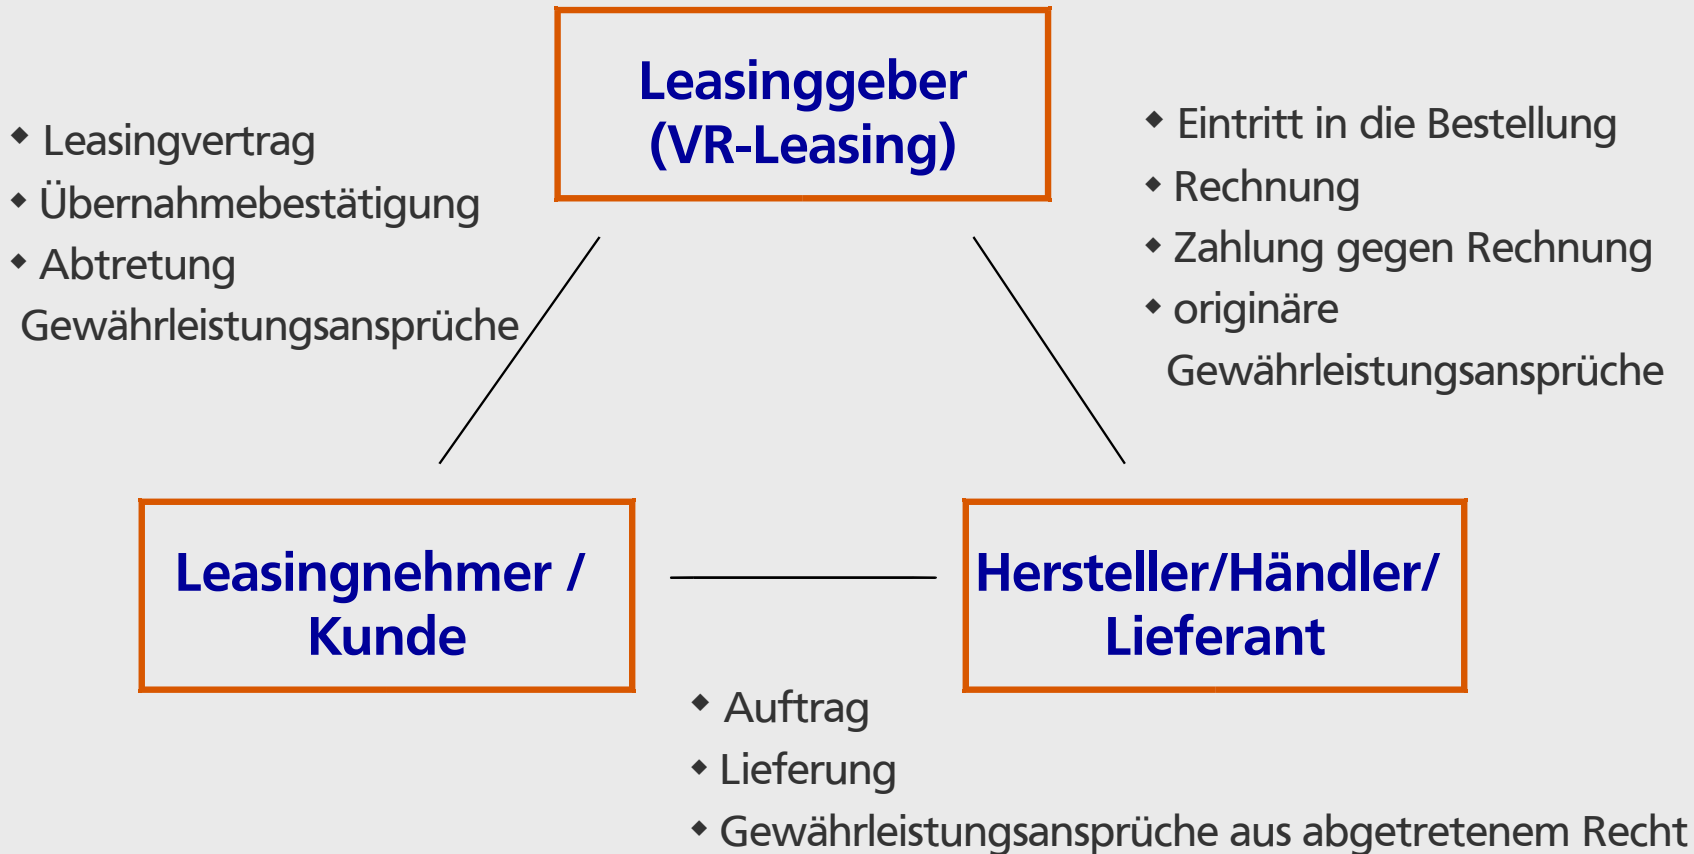 Leasinggeber
(VR-Leasing)
◆ Leasingvertrag
◆ Übernahmebestätigung
◆ Abtretung
Gewährleistungsansprüche
◆ Eintritt in die Bestellung
◆ Rechnung
◆ Zahlung gegen Rechnung
◆ originäre
Gewährleistungsansprüche
Leasingnehmer /
Kunde
Hersteller/Händler/
Lieferant
◆ Auftrag
◆ Lieferung
◆ Gewährleistungsansprüche aus abgetretenem Recht